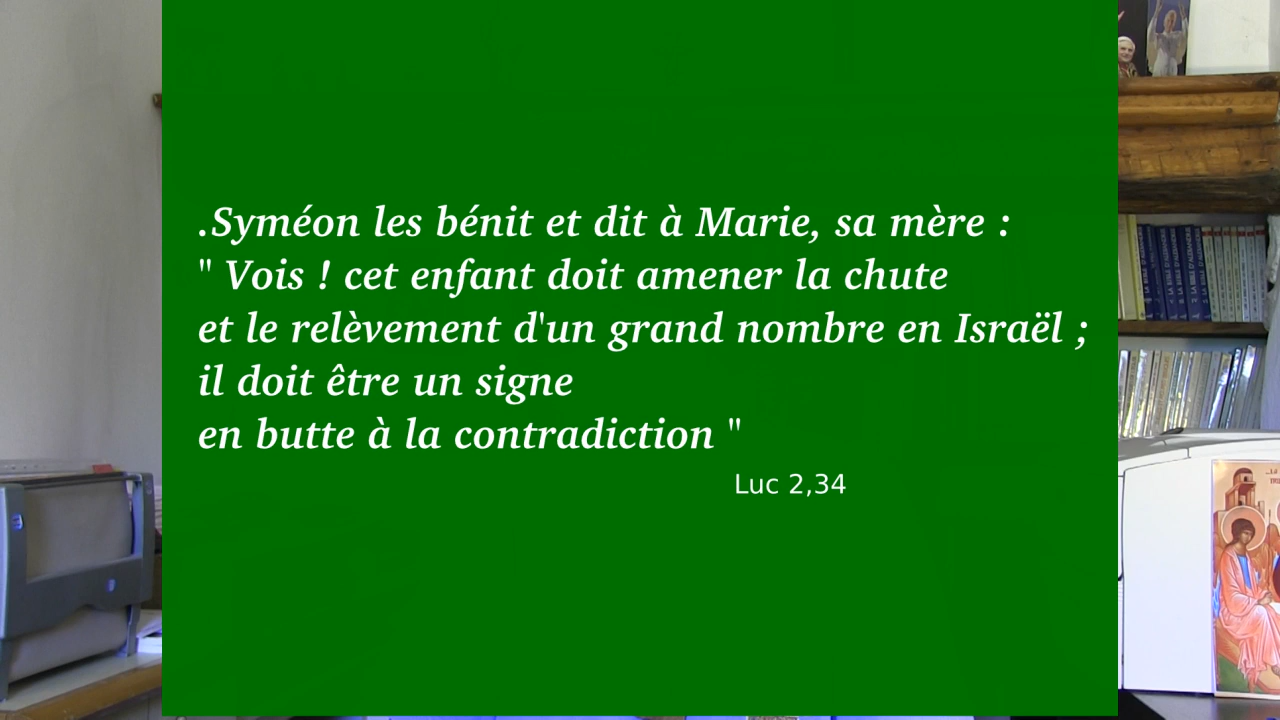 .Syméon les bénit et dit à Marie, sa mère :
" Vois ! cet enfant doit amener la chute
et le relèvement d'un grand nombre en Israël ;
il doit être un signe
en butte à la contradiction "
Luc 2,34